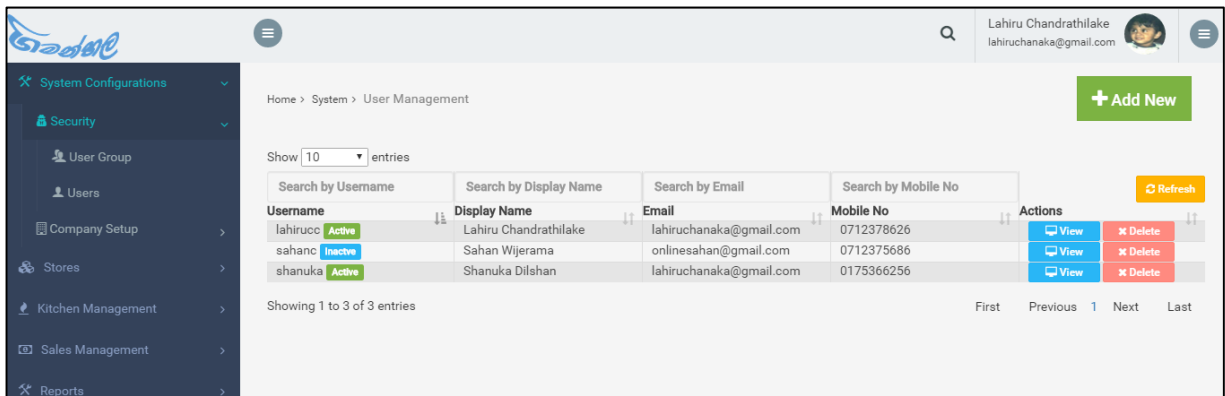 Lahiru Chandrathilake
lahiruchanaka@gmail.com
System Configurations
Security
User Group
Users
Company Setup
Stores
Kitchen Management
Sales Management
Reports
Home > System > User Management
Add New
Show 10 entries
Search by Username Search by Display Name Search by Email Search by Mobile No Refresh
Username Display Name Email Mobile No Actions
lahirucc Active Lahiru Chandrathilake lahiruchanaka@gmail.com 0712378626 View Delete
sahanc Inactve Sahan Wijerama onlinesahan@gmail.com 0712375686 View Delete
shanuka Active Shanuka Dilshan lahiruchanaka@gmail.com 0175366256 View Delete
Showing 1 to 3 of 3 entries First Previous 1 Next Last